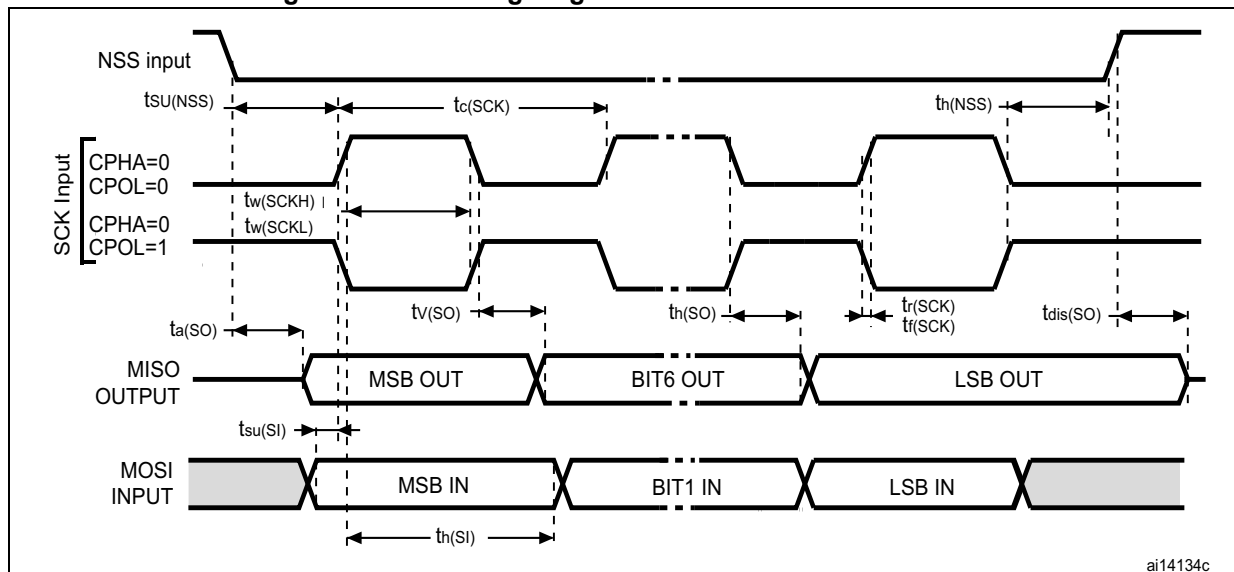 NSS input
tSU(NSS)
tc(SCK)
th(NSS)
SCK Input
CPHA=0
CPOL=0
tw(SCKH)
CPHA=0
tw(SCKL)
CPOL=1
ta(SO)
tV(SO)
th(SO)
tr(SCK)
tf(SCK)
tdis(SO)
MISO
OUTPUT
MSB OUT
BIT6 OUT
LSB OUT
tsu(SI)
MOSI
INPUT
MSB IN
BIT1 IN
LSB IN
th(SI)
ai14134c